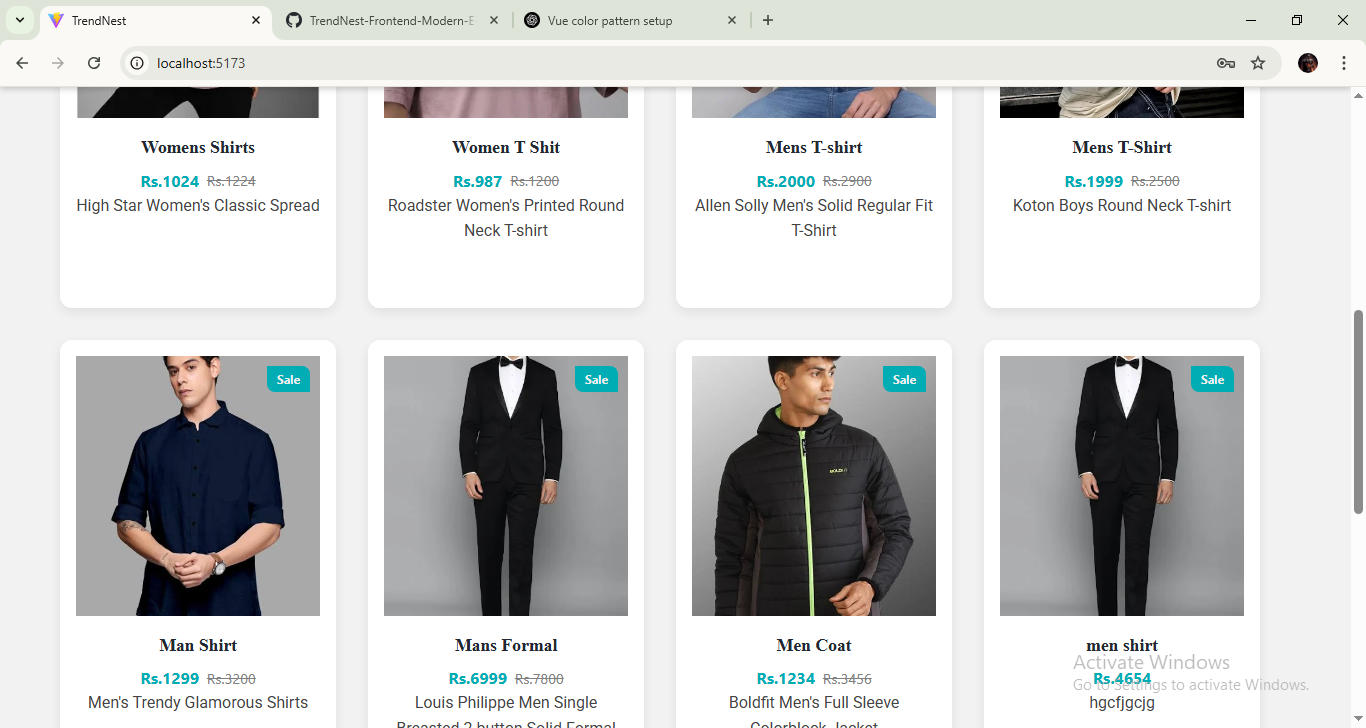 TrendNest
TrendNest-Frontend-Modern-E
Vue color pattern setup
localhost:5173
Womens Shirts
Rs.1024 Rs.1224
High Star Women's Classic Spread
Women T Shit
Rs.987 Rs.1200
Roadster Women's Printed Round
Neck T-shirt
Mens T-shirt
Rs.2000 Rs.2900
Allen Solly Men's Solid Regular Fit
T-Shirt
Mens T-Shirt
Rs.1999 Rs.2500
Koton Boys Round Neck T-shirt
Sale
Man Shirt
Rs.1299 Rs.3200
Men's Trendy Glamorous Shirts
Sale
Mans Formal
Rs.6999 Rs.7800
Louis Philippe Men Single
Breasted 2 button Solid Formal
Sale
Men Coat
Rs.1234 Rs.3456
Boldfit Men's Full Sleeve
Colorblock Jacket
Sale
men shirt
Rs.4654
hgcfjgcjg
Activate Windows
Go to Settings to activate Windows.